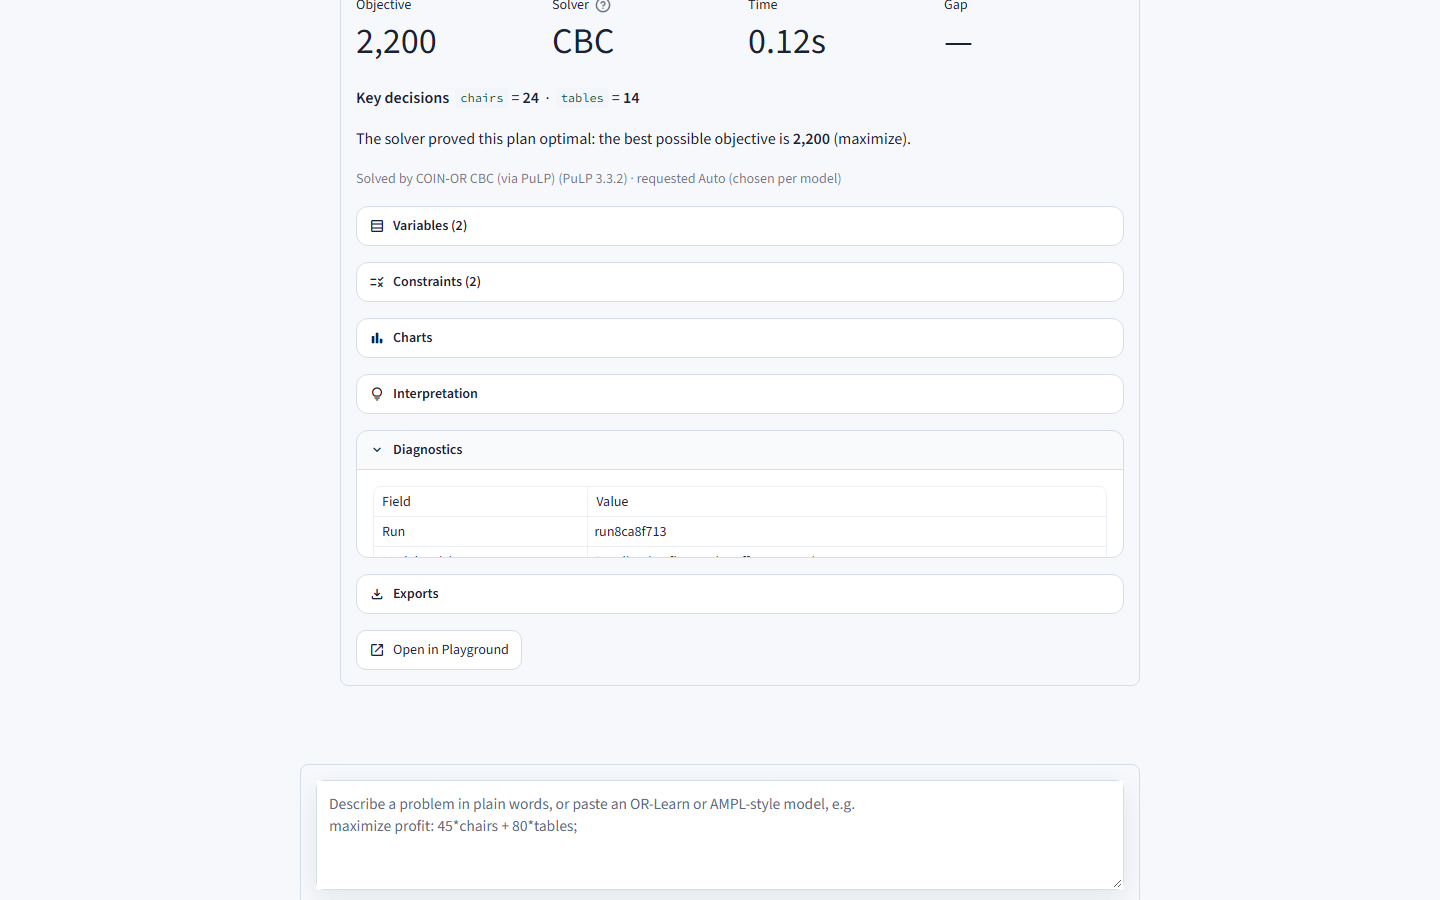 Objective Solver Time Gap
2,200 CBC 0.12s —
Key decisions chairs = 24 · tables = 14
The solver proved this plan optimal: the best possible objective is 2,200 (maximize).
Solved by COIN-OR CBC (via PuLP) (PuLP 3.3.2) · requested Auto (chosen per model)
Variables (2)
Constraints (2)
Charts
Interpretation
Diagnostics
Field Value
Run run8ca8f713
Exports
Open in Playground
Describe a problem in plain words, or paste an OR-Learn or AMPL-style model, e.g.
maximize profit: 45*chairs + 80*tables;